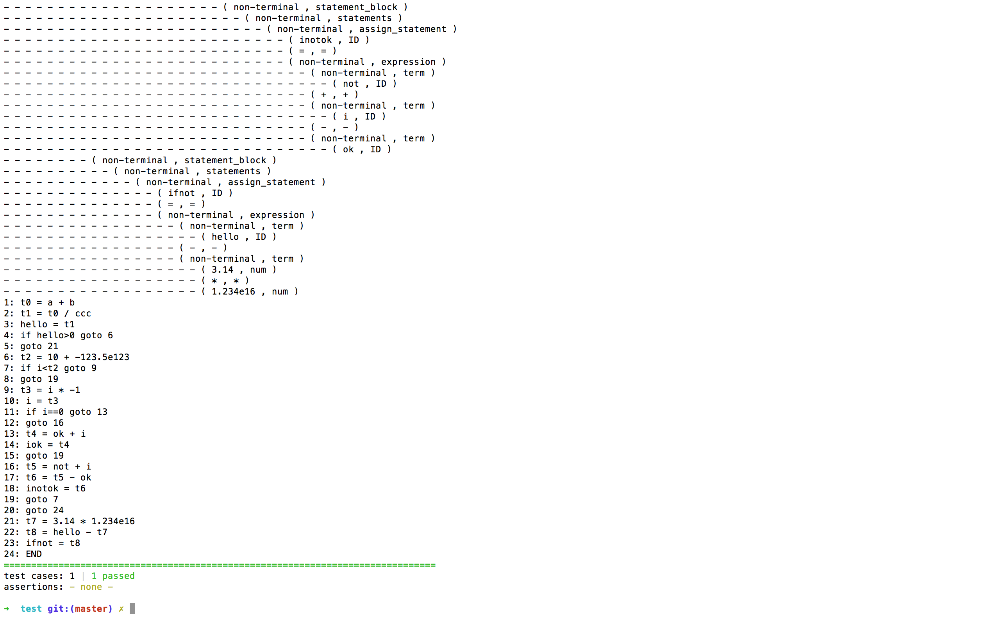 - - - - - - - - - - - - - - - - - - - - ( non-terminal , statement_block )
- - - - - - - - - - - - - - - - - - - - - - ( non-terminal , statements )
- - - - - - - - - - - - - - - - - - - - - - - - ( non-terminal , assign_statement )
- - - - - - - - - - - - - - - - - - - - - - - - - - ( inotok , ID )
- - - - - - - - - - - - - - - - - - - - - - - - - - ( = , = )
- - - - - - - - - - - - - - - - - - - - - - - - - - ( non-terminal , expression )
- - - - - - - - - - - - - - - - - - - - - - - - - - - - ( non-terminal , term )
- - - - - - - - - - - - - - - - - - - - - - - - - - - - - - ( not , ID )
- - - - - - - - - - - - - - - - - - - - - - - - - - - - ( + , + )
- - - - - - - - - - - - - - - - - - - - - - - - - - - - ( non-terminal , term )
- - - - - - - - - - - - - - - - - - - - - - - - - - - - - - ( i , ID )
- - - - - - - - - - - - - - - - - - - - - - - - - - - - ( - , - )
- - - - - - - - - - - - - - - - - - - - - - - - - - - - ( non-terminal , term )
- - - - - - - - - - - - - - - - - - - - - - - - - - - - - - ( ok , ID )
- - - - - - - - ( non-terminal , statement_block )
- - - - - - - - - - ( non-terminal , statements )
- - - - - - - - - - - - ( non-terminal , assign_statement )
- - - - - - - - - - - - - - ( ifnot , ID )
- - - - - - - - - - - - - - ( = , = )
- - - - - - - - - - - - - - ( non-terminal , expression )
- - - - - - - - - - - - - - - - ( non-terminal , term )
- - - - - - - - - - - - - - - - - - ( hello , ID )
- - - - - - - - - - - - - - - - ( - , - )
- - - - - - - - - - - - - - - - ( non-terminal , term )
- - - - - - - - - - - - - - - - - - ( 3.14 , num )
- - - - - - - - - - - - - - - - - - ( * , * )
- - - - - - - - - - - - - - - - - - ( 1.234e16 , num )
1: t0 = a + b
2: t1 = t0 / ccc
3: hello = t1
4: if hello>0 goto 6
5: goto 21
6: t2 = 10 + -123.5e123
7: if i<t2 goto 9
8: goto 19
9: t3 = i * -1
10: i = t3
11: if i==0 goto 13
12: goto 16
13: t4 = ok + i
14: iok = t4
15: goto 19
16: t5 = not + i
17: t6 = t5 - ok
18: inotok = t6
19: goto 7
20: goto 24
21: t7 = 3.14 * 1.234e16
22: t8 = hello - t7
23: ifnot = t8
24: END
===============================================================================
test cases: 1 | 1 passed
assertions: - none -
➜  test git:(master) ✗